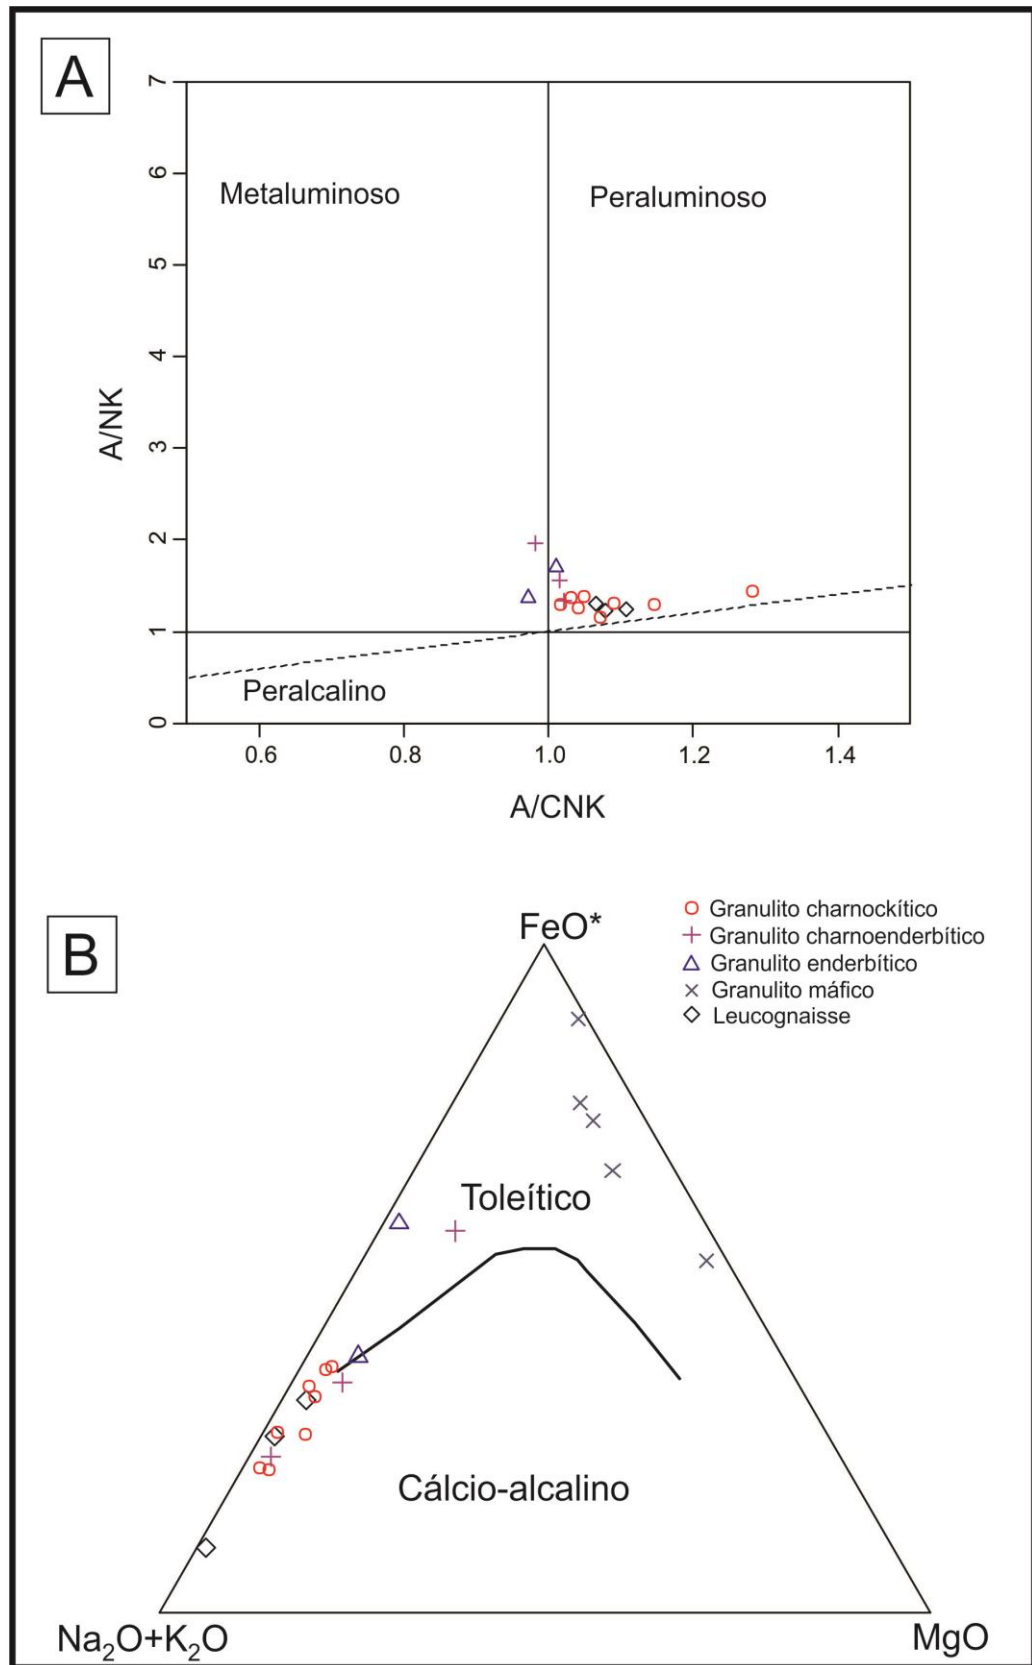 A
7
6
5
4
3
2
1
0
A/NK
Metaluminoso
Peraluminoso
Peralcalino
0.6 0.8 1.0 1.2 1.4
A/CNK
B
FeO*
Granulito charnockítico
Granulito charnoenderbítico
Granulito enderbítico
Granulito máfico
Leucognaisse
Toleítico
Cálcio-alcalino
Na₂O+K₂O
MgO